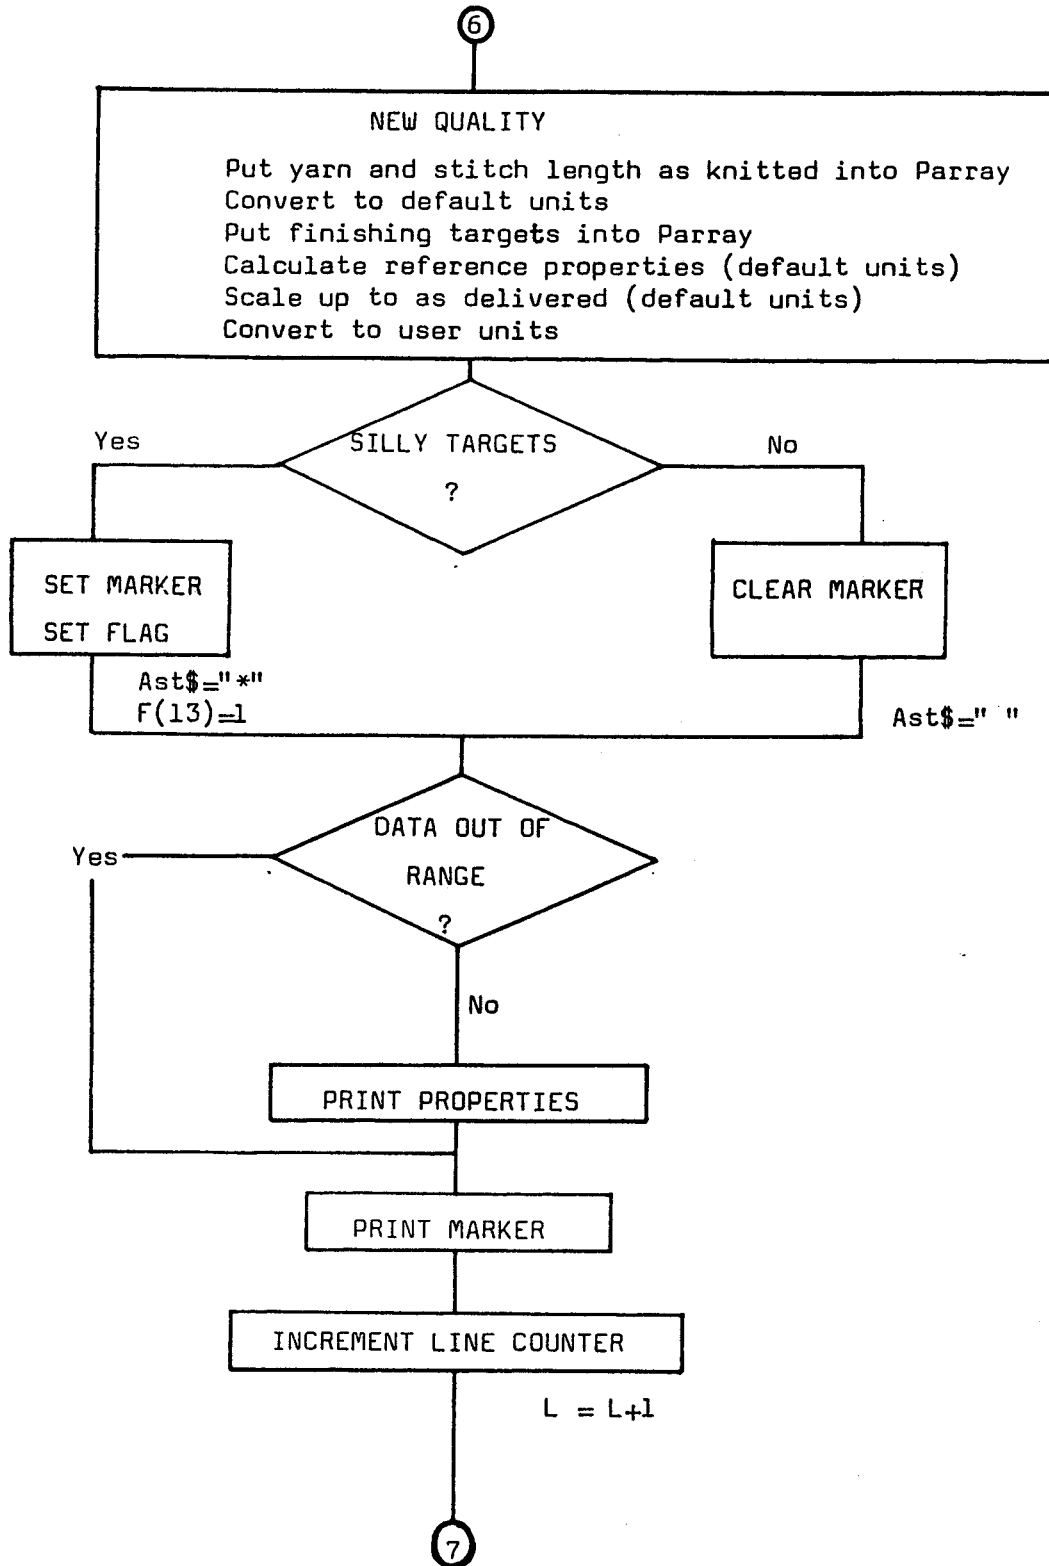 6
NEW QUALITY
Put yarn and stitch length as knitted into Parray
Convert to default units
Put finishing targets into Parray
Calculate reference properties (default units)
Scale up to as delivered (default units)
Convert to user units
Yes
SILLY TARGETS
?
No
SET MARKER
SET FLAG
CLEAR MARKER
Ast$="*"
F(13)=1
Ast$=" "
DATA OUT OF
RANGE
?
Yes
No
PRINT PROPERTIES
PRINT MARKER
INCREMENT LINE COUNTER
L = L+1
7